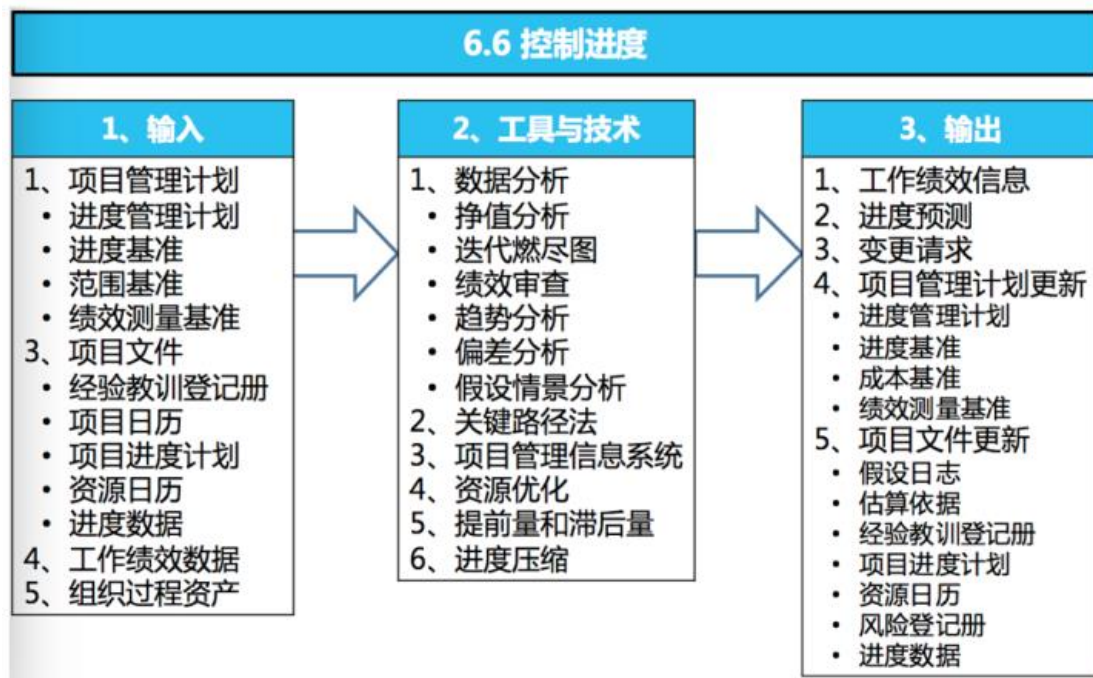 6.6 控制进度
1、输入
1、项目管理计划
• 进度管理计划
• 进度基准
• 范围基准
• 绩效测量基准
3、项目文件
• 经验教训登记册
• 项目日历
• 项目进度计划
• 资源日历
• 进度数据
4、工作绩效数据
5、组织过程资产
2、工具与技术
1、数据分析
• 挣值分析
• 迭代燃尽图
• 绩效审查
• 趋势分析
• 偏差分析
• 假设情景分析
2、关键路径法
3、项目管理信息系统
4、资源优化
5、提前量和滞后量
6、进度压缩
3、输出
1、工作绩效信息
2、进度预测
3、变更请求
4、项目管理计划更新
• 进度管理计划
• 进度基准
• 成本基准
• 绩效测量基准
5、项目文件更新
• 假设日志
• 估算依据
• 经验教训登记册
• 项目进度计划
• 资源日历
• 风险登记册
• 进度数据